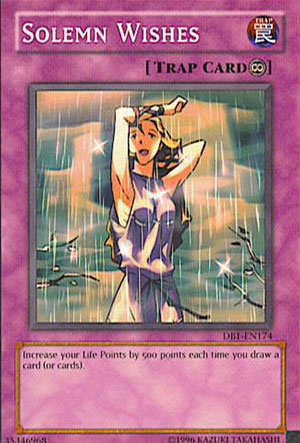 Solemn Wishes
TRAP
罠
[Trap Card]
DB1-EN174
Increase your Life Points by 500 points each time you draw
a card (or cards).
35346968
©1996 KAZUKI TAKAHASHI